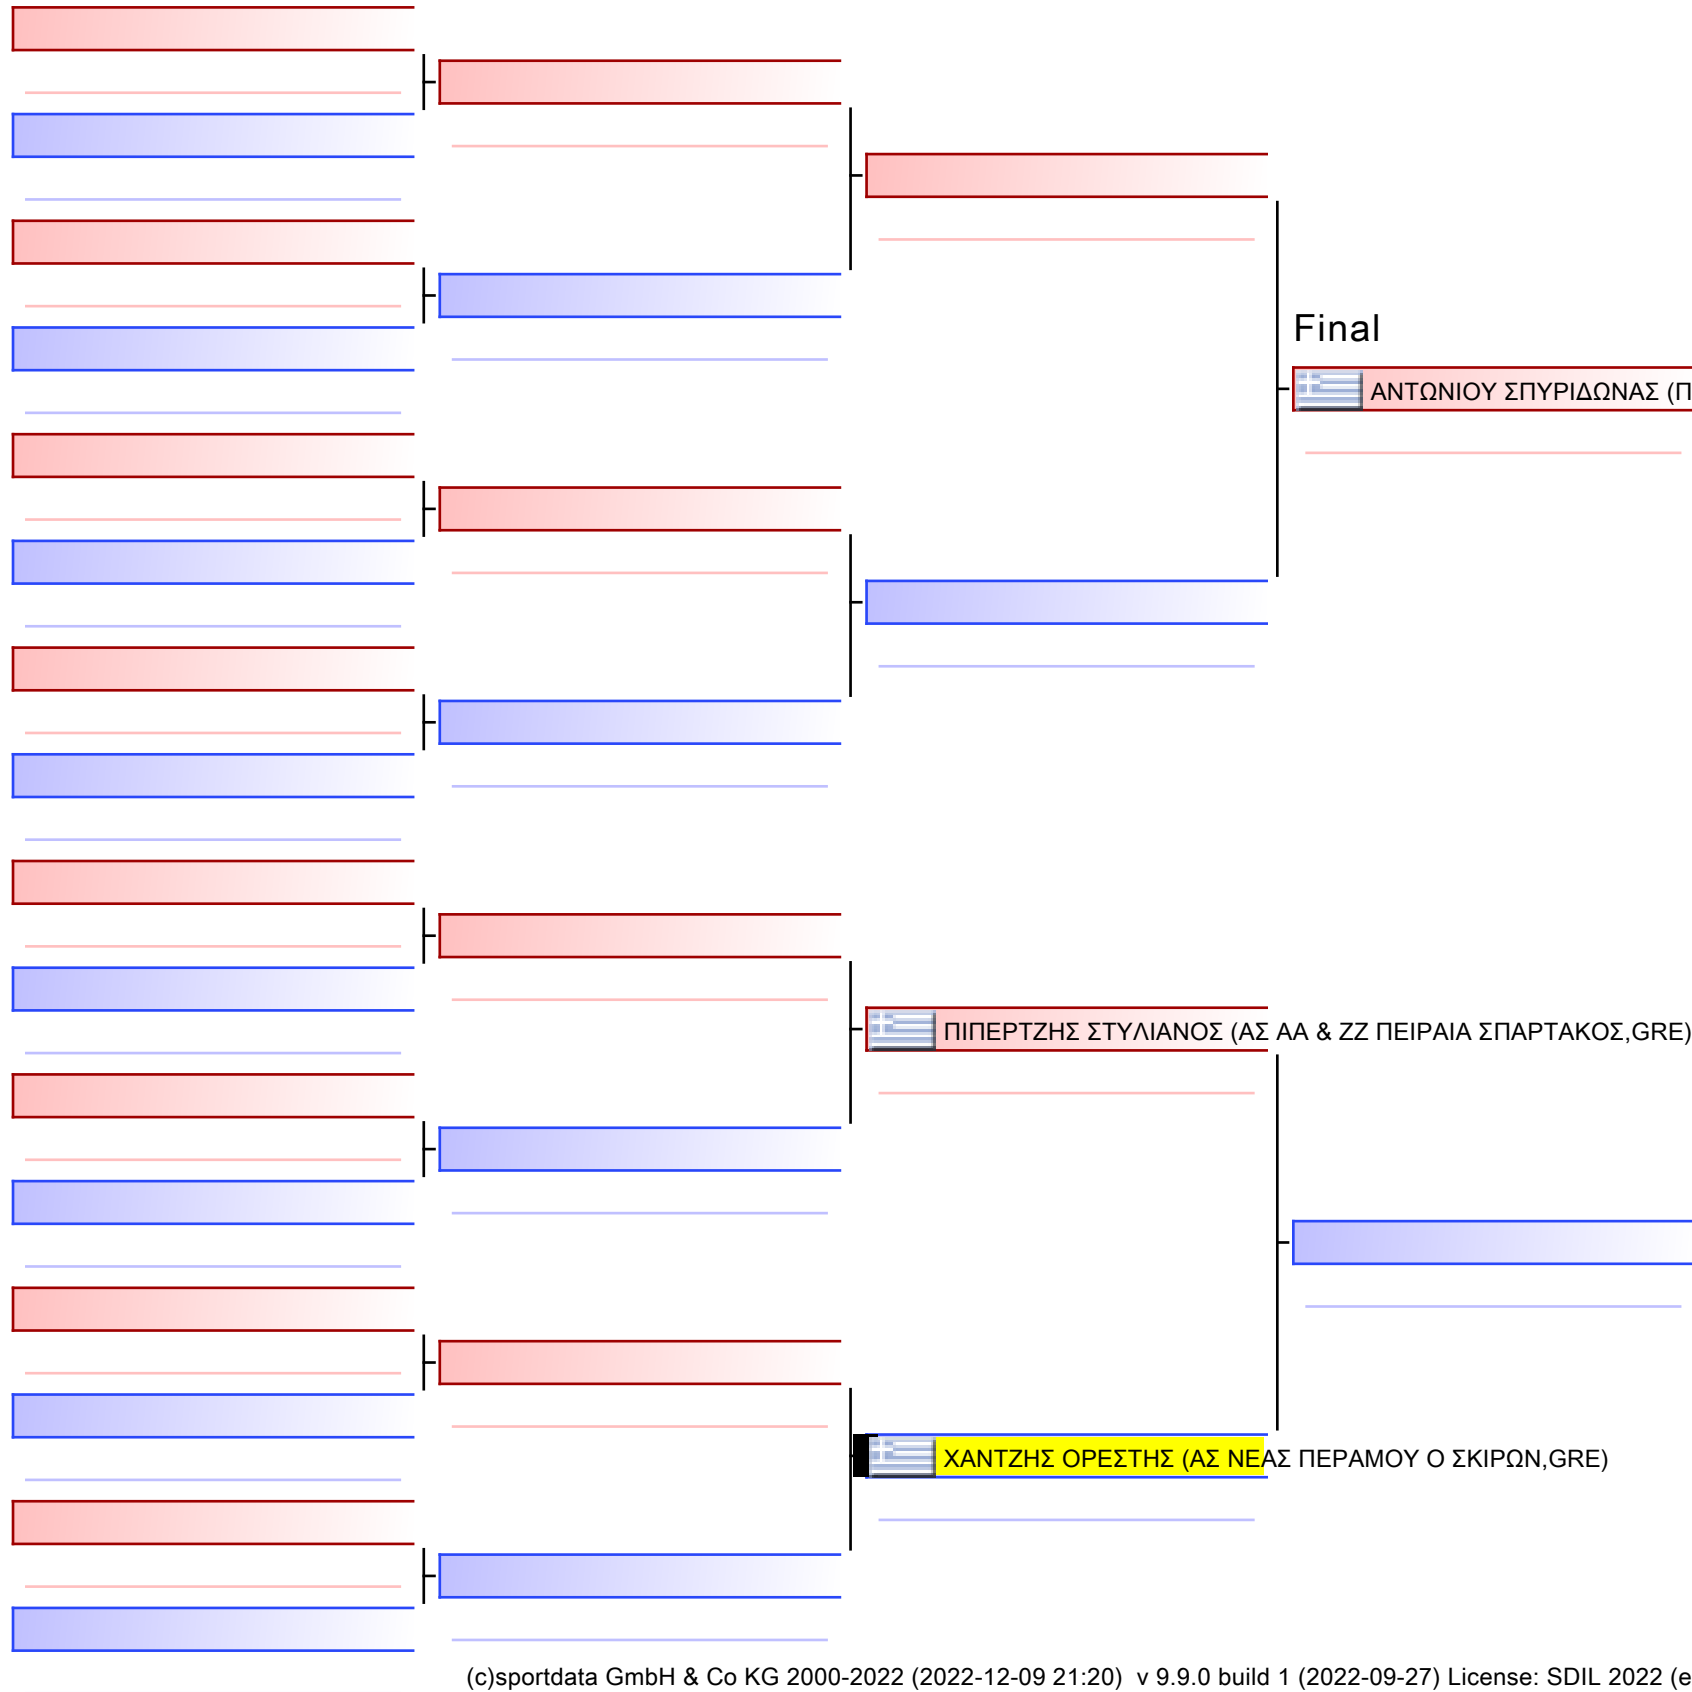 Final
ΑΝΤΩΝΙΟΥ ΣΠΥΡΙΔΩΝΑΣ (Π
ΠΙΠΕΡΤΖΗΣ ΣΤΥΛΙΑΝΟΣ (ΑΣ ΑΑ & ΖΖ ΠΕΙΡΑΙΑ ΣΠΑΡΤΑΚΟΣ,GRE)
ΧΑΝΤΖΗΣ ΟΡΕΣΤΗΣ (ΑΣ ΝΕΑΣ ΠΕΡΑΜΟΥ Ο ΣΚΙΡΩΝ,GRE)
(c)sportdata GmbH & Co KG 2000-2022 (2022-12-09 21:20) v 9.9.0 build 1 (2022-09-27) License: SDIL 2022 (e